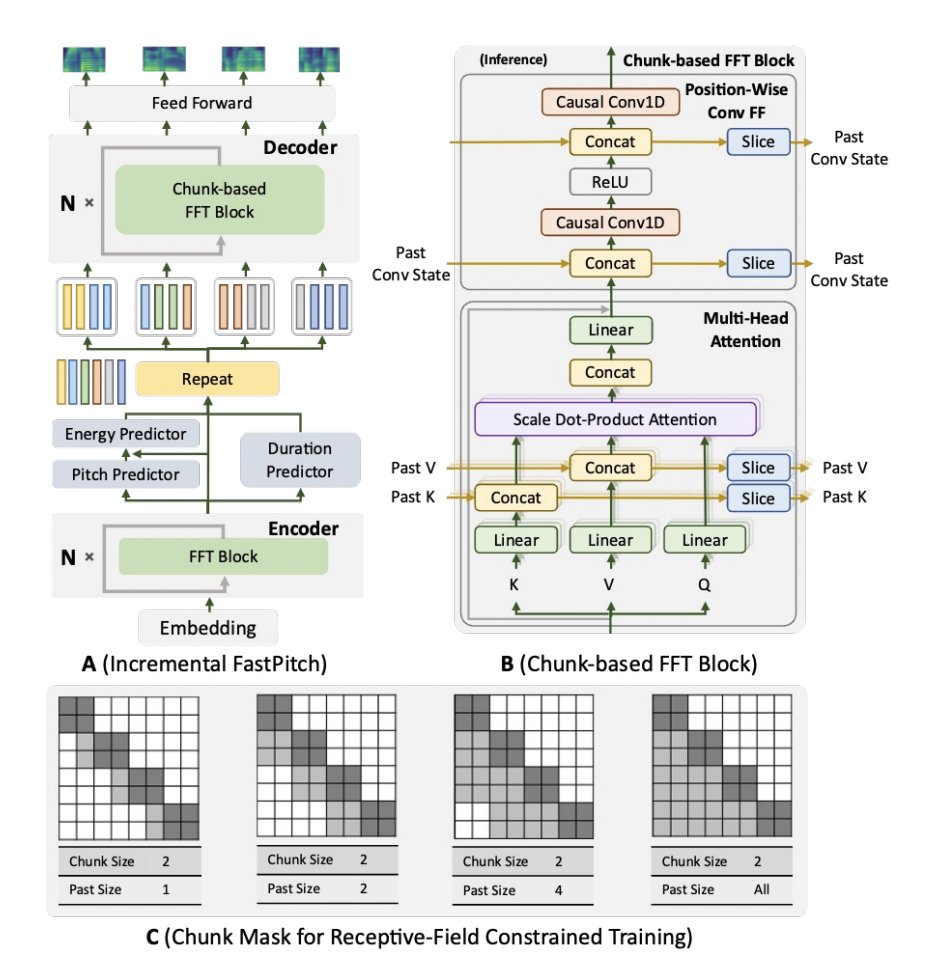 Feed Forward
Decoder
N ×
Chunk-based
FFT Block
Repeat
Energy Predictor
Pitch Predictor
Duration
Predictor
Encoder
N ×
FFT Block
Embedding
A (Incremental FastPitch)
(Inference)
Chunk-based FFT Block
Position-Wise
Conv FF
Causal Conv1D
Concat
Slice
Past
Conv State
ReLU
Causal Conv1D
Past
Conv State
Concat
Slice
Past
Conv State
Multi-Head
Attention
Linear
Concat
Scale Dot-Product Attention
Past V
Concat
Slice
Past V
Past K
Concat
Slice
Past K
Linear
Linear
Linear
K
V
Q
B (Chunk-based FFT Block)
Chunk Size 2
Past Size 1
Chunk Size 2
Past Size 2
Chunk Size 2
Past Size 4
Chunk Size 2
Past Size All
C (Chunk Mask for Receptive-Field Constrained Training)